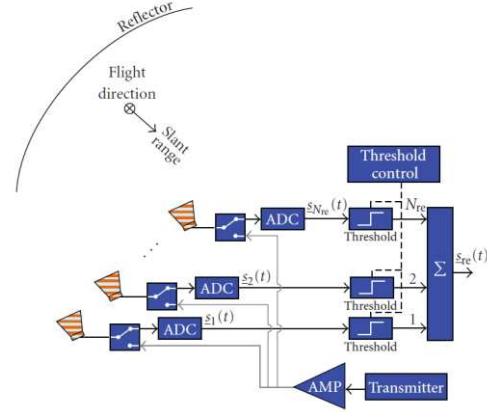 Reflector
Flight
direction
Slant
range
Threshold
control
ADC
s_{N_re}(t)
N_re
Threshold
Σ
s_re(t)
ADC
s_2(t)
2
Threshold
ADC
s_1(t)
1
Threshold
AMP
Transmitter